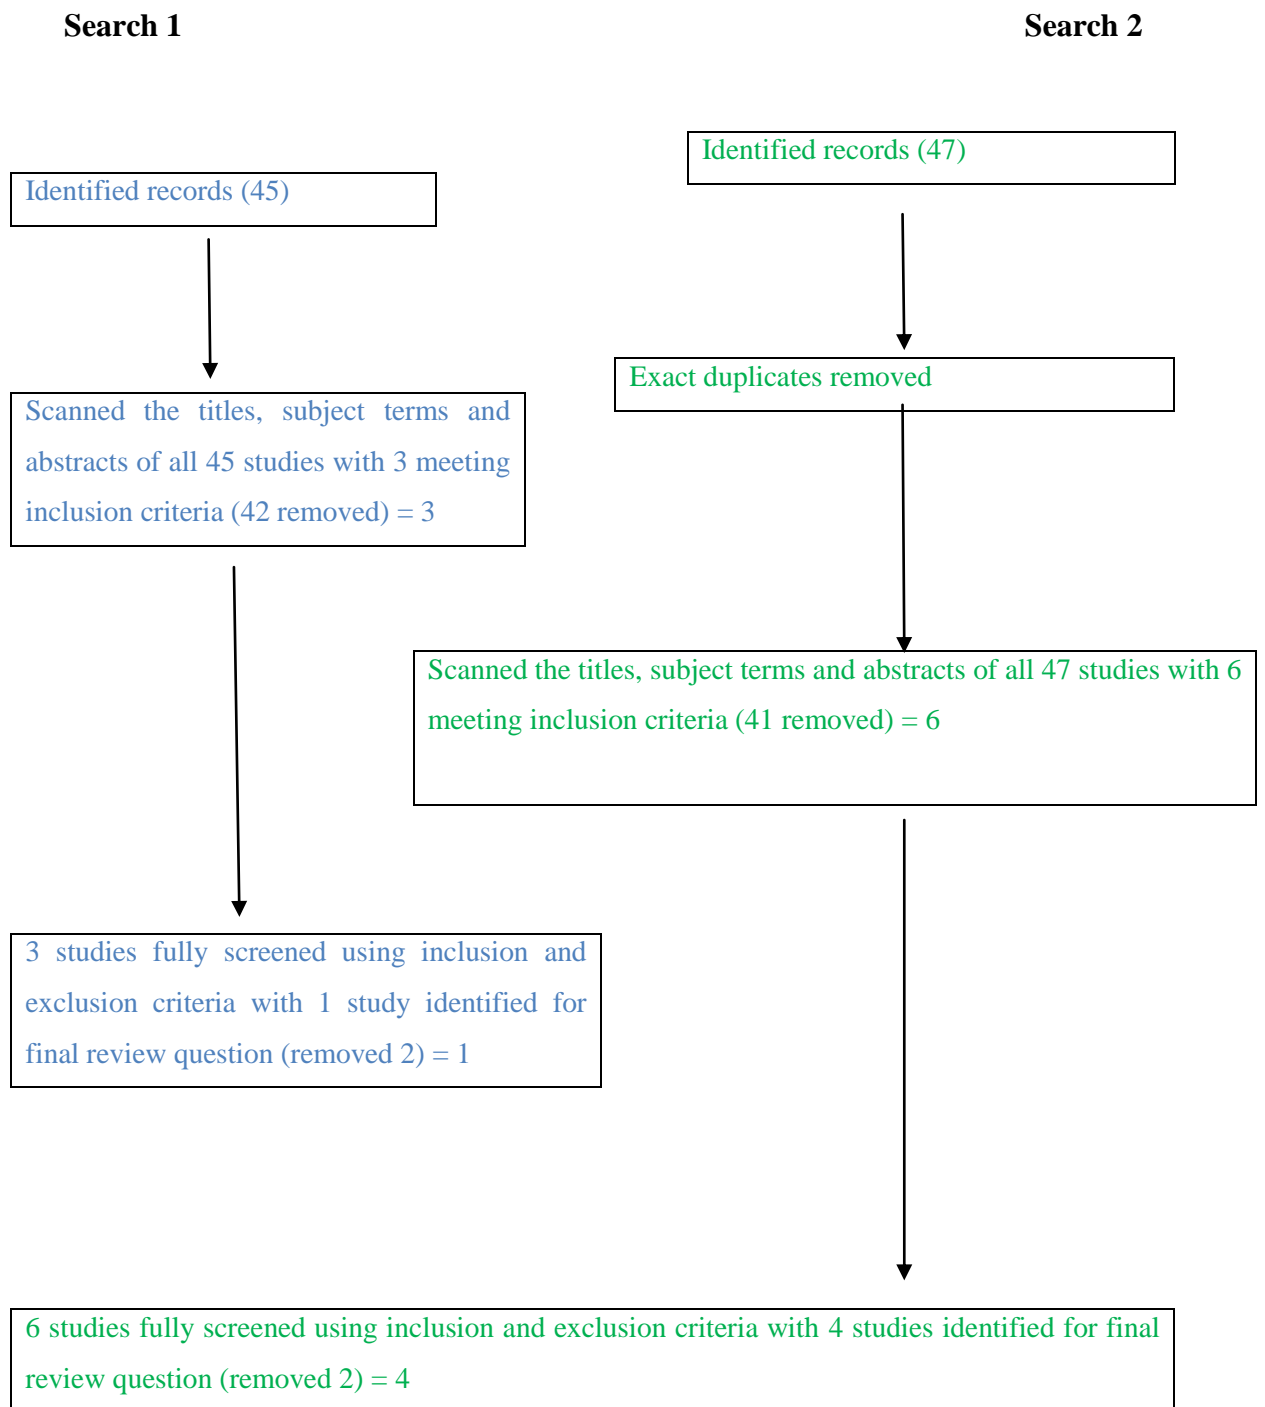 Search 1
Search 2
Identified records (45)
Scanned the titles, subject terms and
abstracts of all 45 studies with 3 meeting
inclusion criteria (42 removed) = 3
3 studies fully screened using inclusion and
exclusion criteria with 1 study identified for
final review question (removed 2) = 1
Identified records (47)
Exact duplicates removed
Scanned the titles, subject terms and abstracts of all 47 studies with 6
meeting inclusion criteria (41 removed) = 6
6 studies fully screened using inclusion and exclusion criteria with 4 studies identified for final
review question (removed 2) = 4